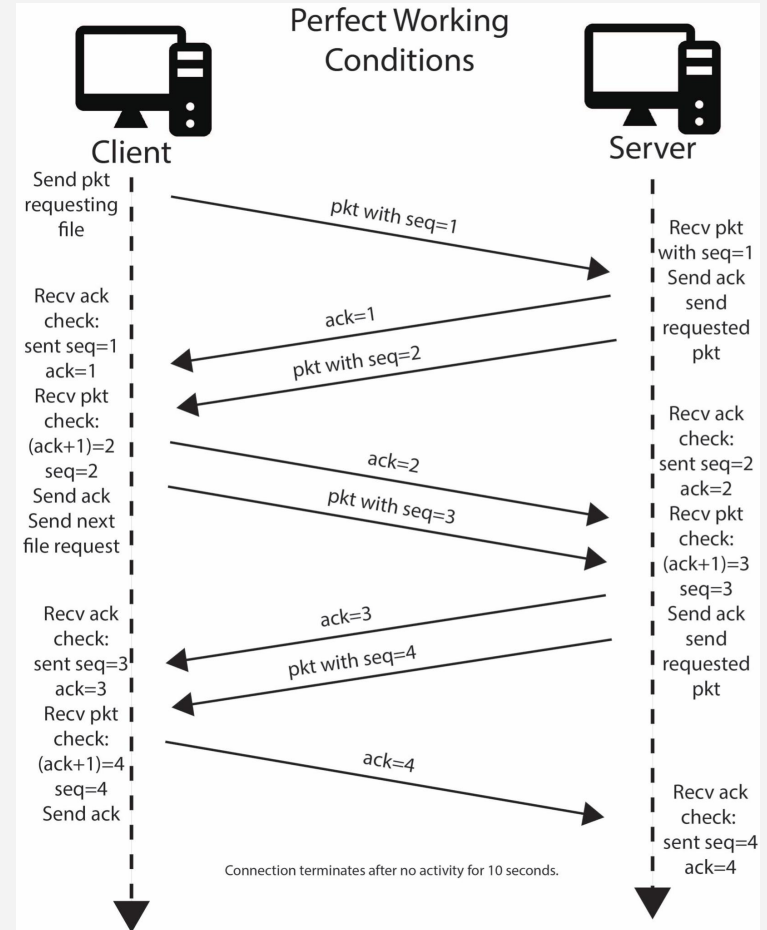 Perfect Working
Conditions
Client
Server
Send pkt
requesting
file
pkt with seq=1
Recv pkt
with seq=1
Send ack
send
requested
pkt
Recv ack
check:
sent seq=1
ack=1
Recv pkt
check:
(ack+1)=2
seq=2
Send ack
Send next
file request
ack=1
pkt with seq=2
ack=2
pkt with seq=3
Recv ack
check:
sent seq=2
ack=2
Recv pkt
check:
(ack+1)=3
seq=3
Send ack
send
requested
pkt
ack=3
pkt with seq=4
Recv ack
check:
sent seq=3
ack=3
Recv pkt
check:
(ack+1)=4
seq=4
Send ack
ack=4
Recv ack
check:
sent seq=4
ack=4
Connection terminates after no activity for 10 seconds.